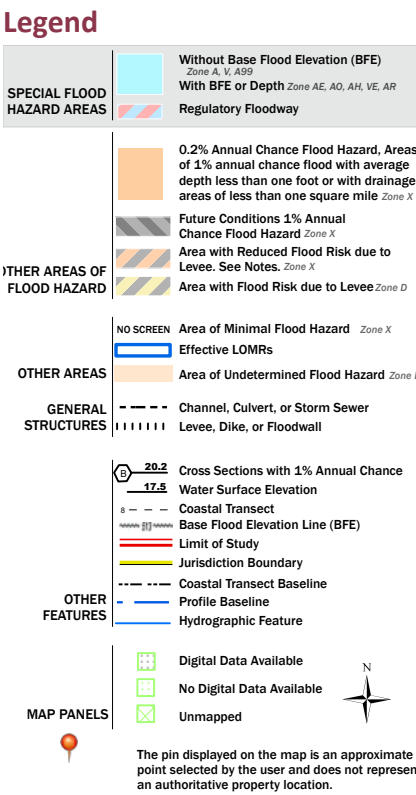 Legend
SPECIAL FLOOD
HAZARD AREAS
Without Base Flood Elevation (BFE)
Zone A, V, A99
With BFE or Depth Zone AE, AO, AH, VE, AR
Regulatory Floodway
OTHER AREAS OF
FLOOD HAZARD
0.2% Annual Chance Flood Hazard, Areas
of 1% annual chance flood with average
depth less than one foot or with drainage
areas of less than one square mile Zone X
Future Conditions 1% Annual
Chance Flood Hazard Zone X
Area with Reduced Flood Risk due to
Levee. See Notes. Zone X
Area with Flood Risk due to Levee Zone D
OTHER AREAS
NO SCREEN Area of Minimal Flood Hazard Zone X
Effective LOMRs
Area of Undetermined Flood Hazard Zone
GENERAL
STRUCTURES
Channel, Culvert, or Storm Sewer
Levee, Dike, or Floodwall
OTHER
FEATURES
B 20.2 Cross Sections with 1% Annual Chance
17.5 Water Surface Elevation
8 Coastal Transect
513 Base Flood Elevation Line (BFE)
Limit of Study
Jurisdiction Boundary
Coastal Transect Baseline
Profile Baseline
Hydrographic Feature
MAP PANELS
Digital Data Available
No Digital Data Available
Unmapped
N
The pin displayed on the map is an approximate
point selected by the user and does not represen
an authoritative property location.